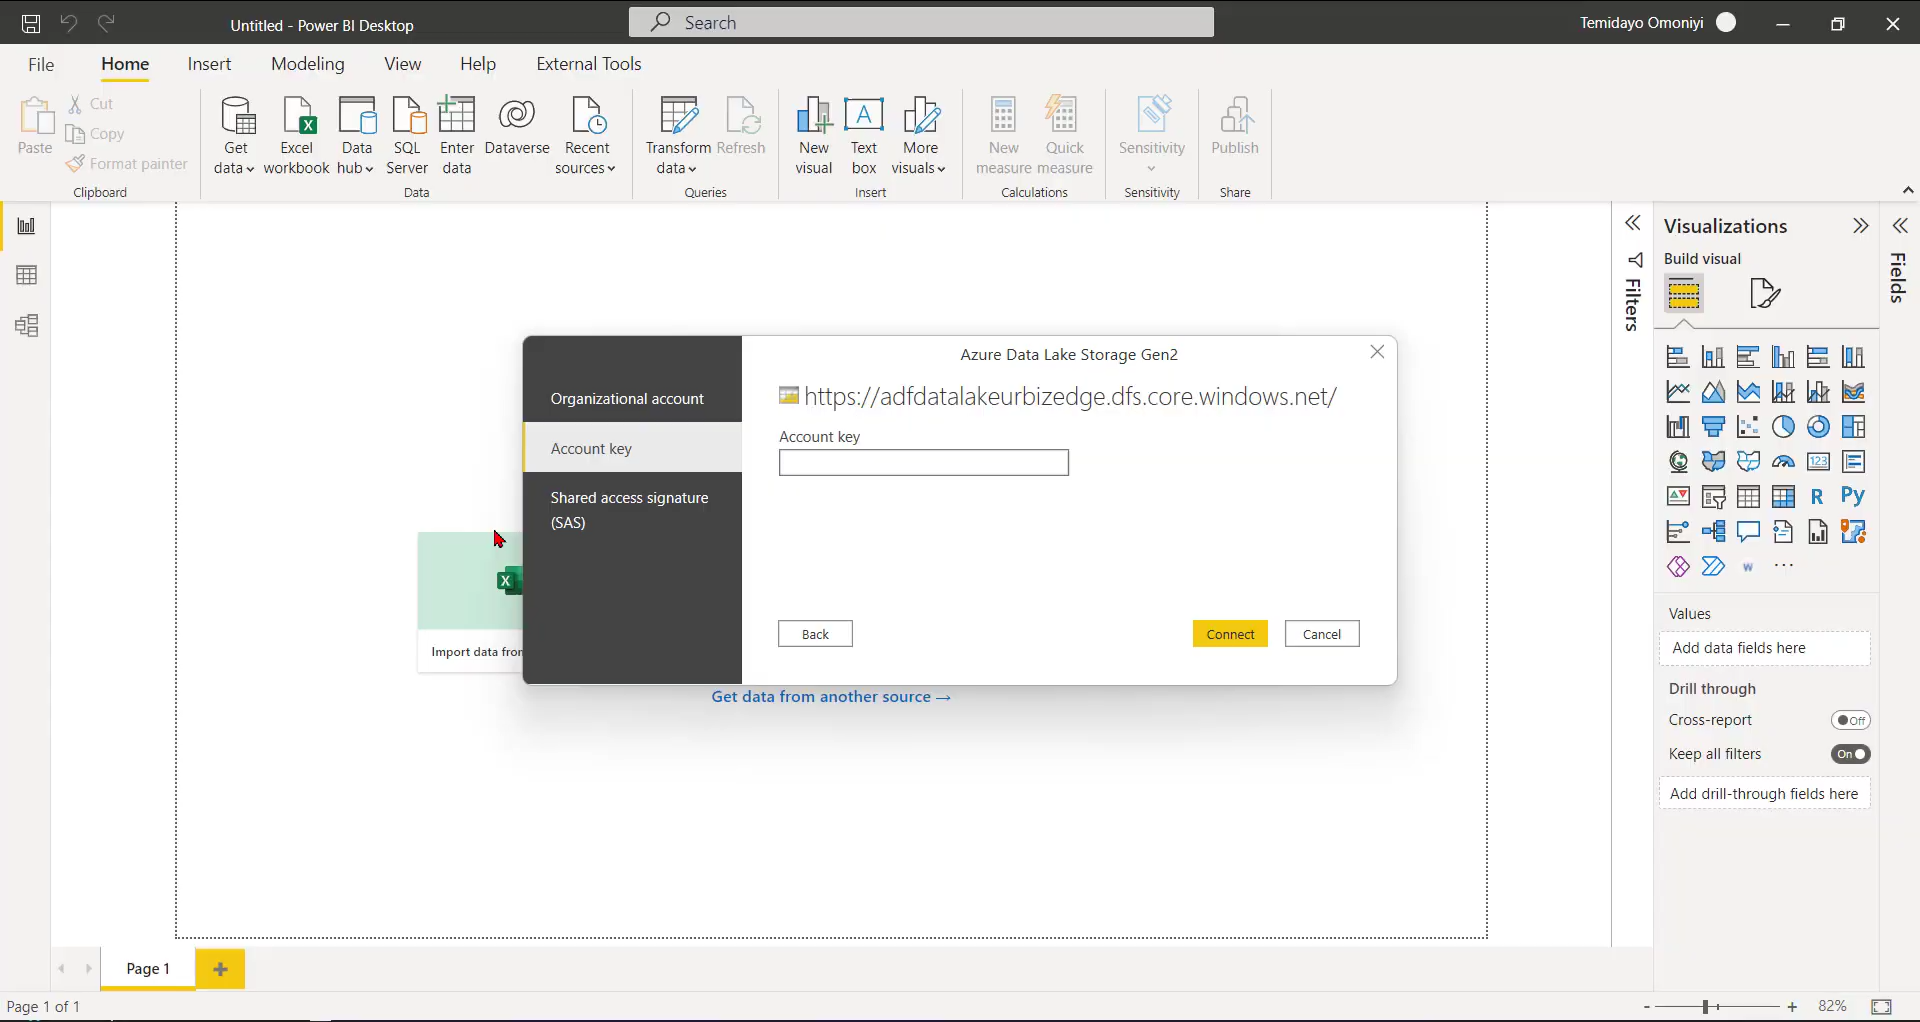 Untitled - Power BI Desktop
Search
Temidayo Omoniyi
File
Home
Insert
Modeling
View
Help
External Tools
Paste
Cut
Copy
Format painter
Clipboard
Get
data
Excel
workbook
Data
hub
SQL
Server
Enter
data
Dataverse
Recent
sources
Data
Transform
data
Refresh
Queries
New
visual
Text
box
More
visuals
Insert
New
measure
Quick
measure
Calculations
Sensitivity
Sensitivity
Publish
Share
Organizational account
Account key
Shared access signature
(SAS)
Azure Data Lake Storage Gen2
https://adfdatalakeurbizedge.dfs.core.windows.net/
Account key
Back
Connect
Cancel
Import data from
Get data from another source →
Filters
Visualizations
Build visual
123
R
Py
Values
Add data fields here
Drill through
Cross-report
Off
Keep all filters
On
Add drill-through fields here
Fields
Page 1
Page 1 of 1
82%